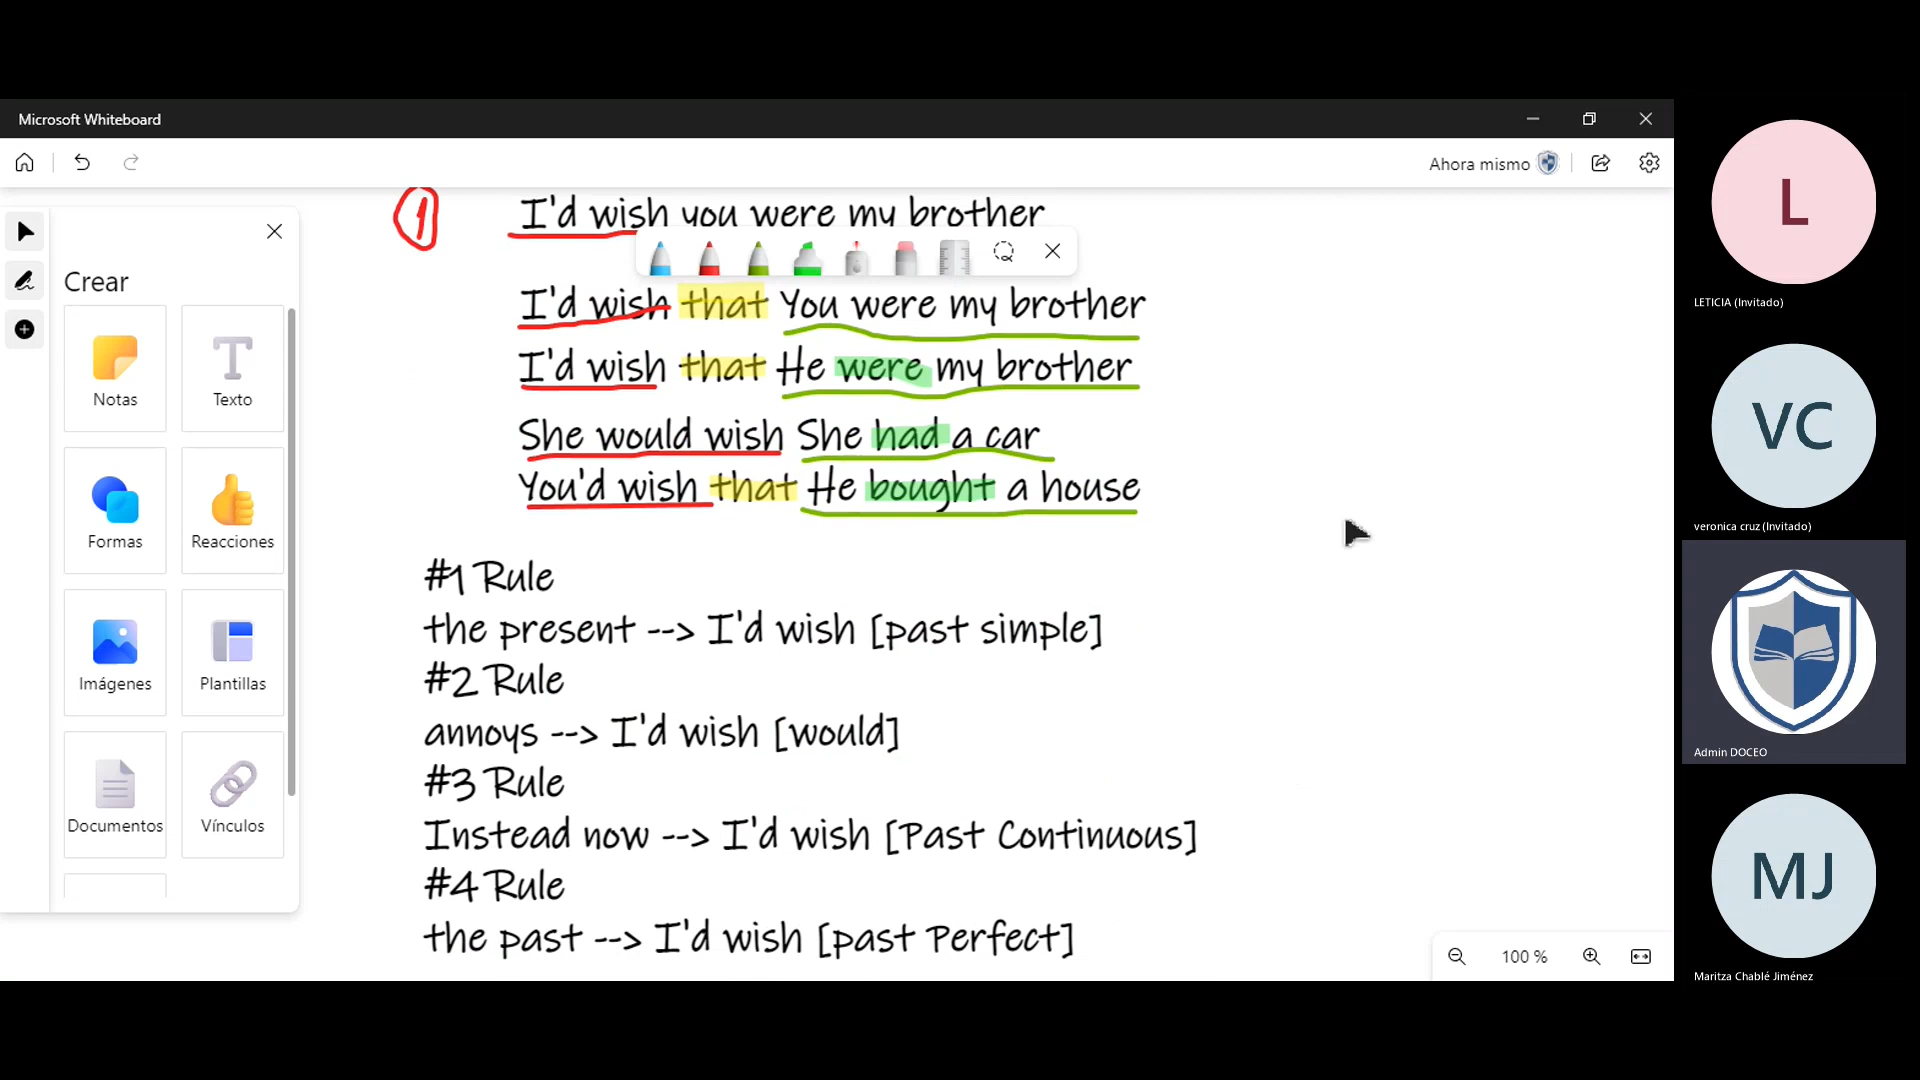 Microsoft Whiteboard
Ahora mismo
I'd wish you were my brother
I'd wish that You were my brother
I'd wish that He were my brother
She would wish She had a car
You'd wish that He bought a house
#1 Rule
the present --> I'd wish [past simple]
#2 Rule
annoys --> I'd wish [would]
#3 Rule
Instead now --> I'd wish [Past Continuous]
#4 Rule
the past --> I'd wish [past Perfect]
1
Crear
Notas
Texto
Formas
Reacciones
Imágenes
Plantillas
Documentos
Vínculos
100 %
L
LETICIA (Invitado)
VC
veronica cruz (Invitado)
Admin DOCEO
MJ
Maritza Chablé Jiménez